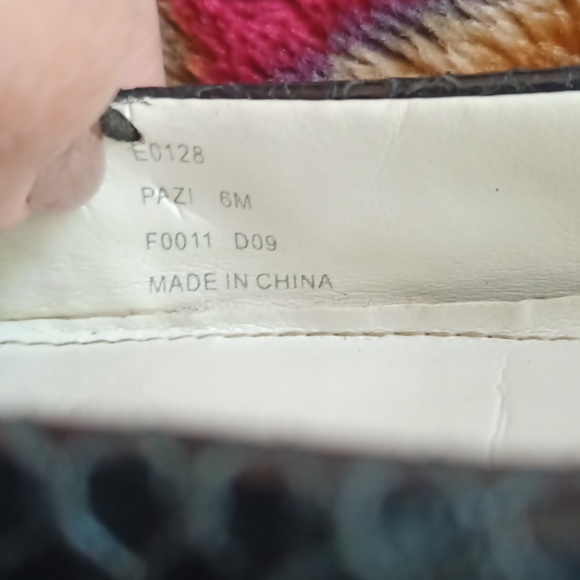 E0128
PAZI 6M
F0011 D09
MADE IN CHINA